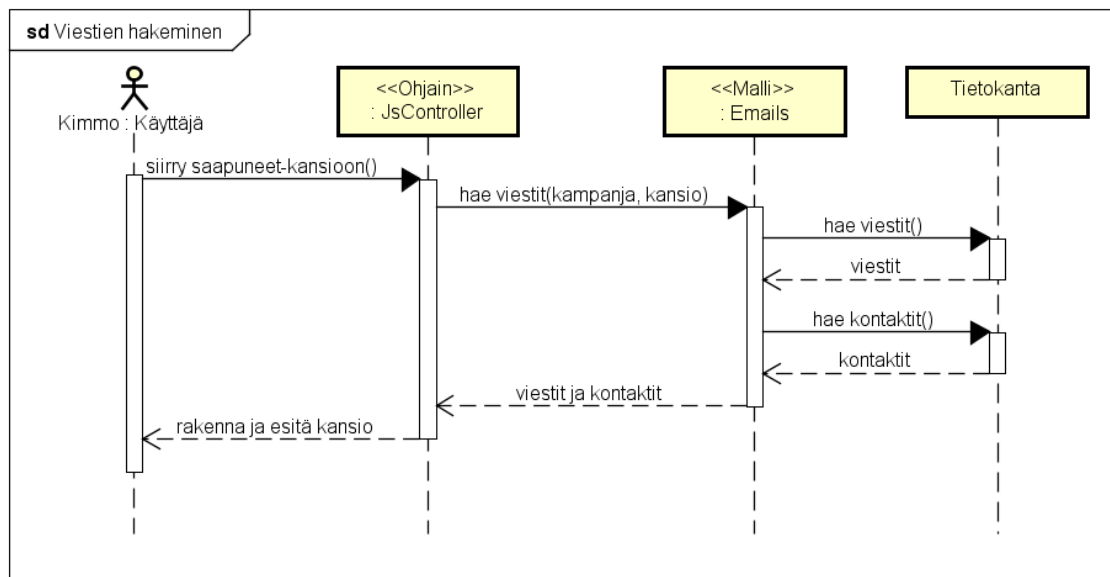 sd Viestien hakeminen
Kimmo : Käyttäjä
<<Ohjain>>
: JsController
<<Malli>>
: Emails
Tietokanta
siirry saapuneet-kansioon()
hae viestit(kampanja, kansio)
hae viestit()
viestit
hae kontaktit()
kontaktit
viestit ja kontaktit
rakenna ja esitä kansio